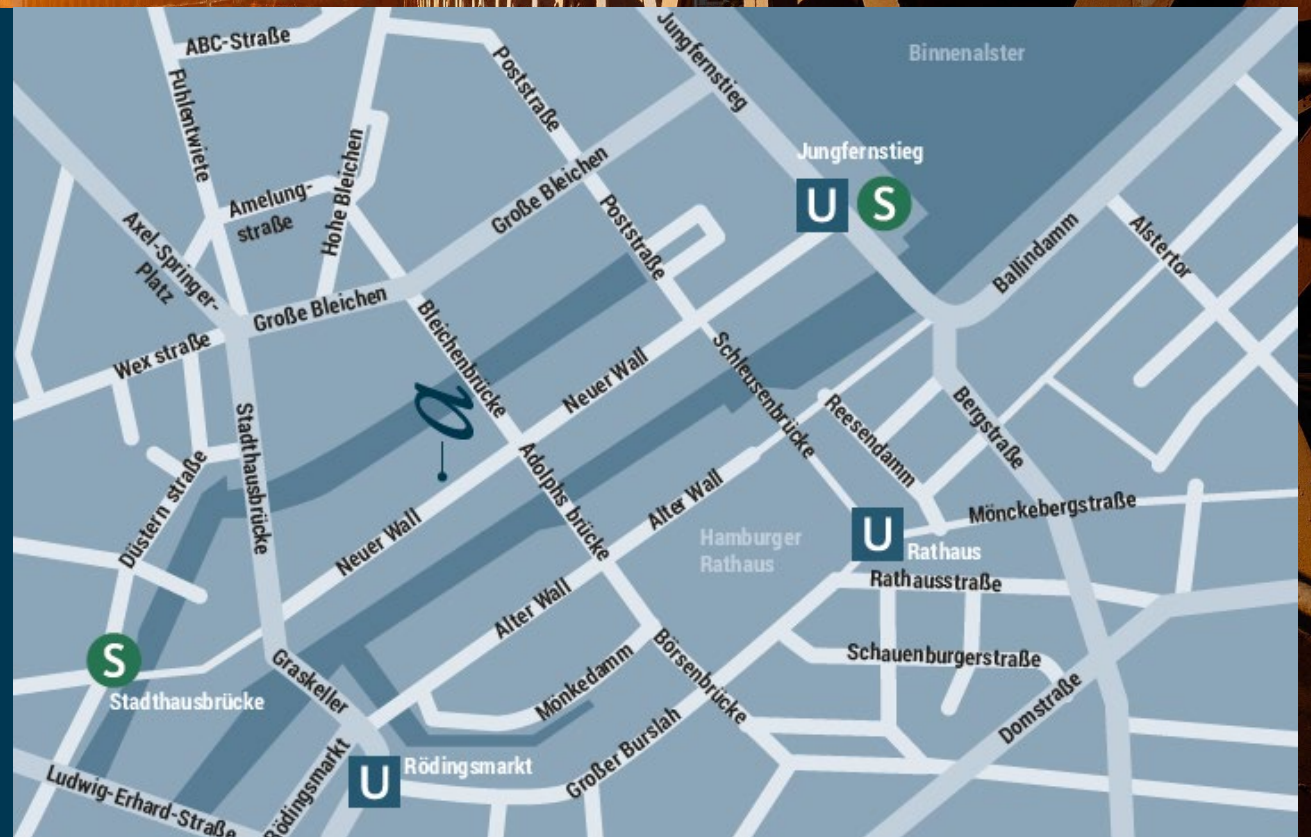 ABC-Straße
Fuhlentwiete
Poststraße
Jungfernstieg
Binnenalster
Jungfernstieg
U
S
Hohe Bleichen
Amelung-
straße
Große Bleichen
Poststraße
Axel-Springer-
Platz
Ballindamm
Alstertor
Große Bleichen
Wex straße
Bleichenbrücke
Neuer Wall
Schleusenbrücke
a
Stadthausbrücke
Reesendamm
Bergstraße
Adolphs brücke
Alter Wall
Düstern straße
Neuer Wall
Mönckebergstraße
Hamburger
Rathaus
U
Rathaus
Rathausstraße
Alter Wall
S
Stadthausbrücke
Graskeller
Mönkedamm
Börsenbrücke
Schauenburgerstraße
Domstraße
Großer Burslah
U
Rödingsmarkt
Rödingsmarkt
Ludwig-Erhard-Straße